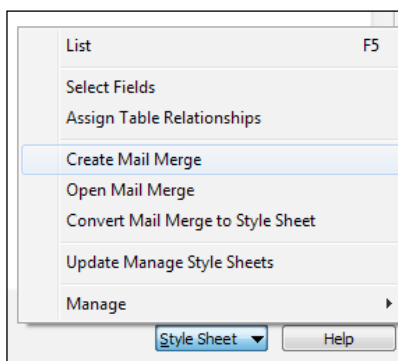 List F5
Select Fields
Assign Table Relationships
Create Mail Merge
Open Mail Merge
Convert Mail Merge to Style Sheet
Update Manage Style Sheets
Manage
Style Sheet Help